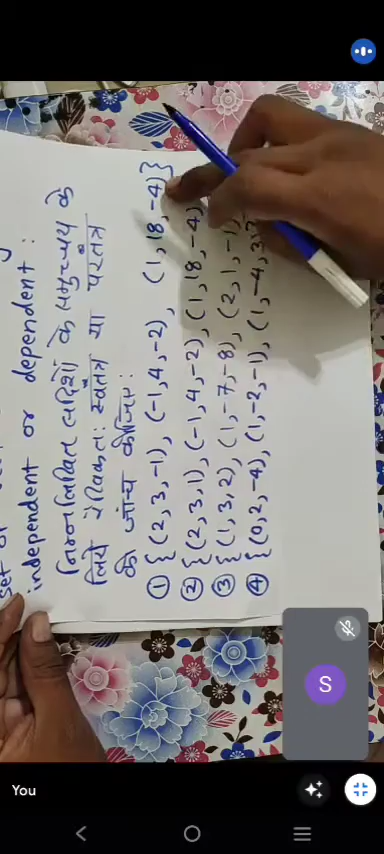 independent or dependent:
निम्नलिखित सदिशों के समुच्चय के
लिये रैखिकतः स्वतंत्र या परतंत्र
की जांच कीजिए:
① { (2, 3, -1), (-1, 4, -2), (1, 18, -4) }
② { (2, 3, 1), (-1, 4, -2), (1, 18, -4)
③ { (1, 3, 2), (1, -7, -8), (2, 1, -1)
④ { (0, 2, -4), (1, -2, -1), (1, -4, 3)
S
You